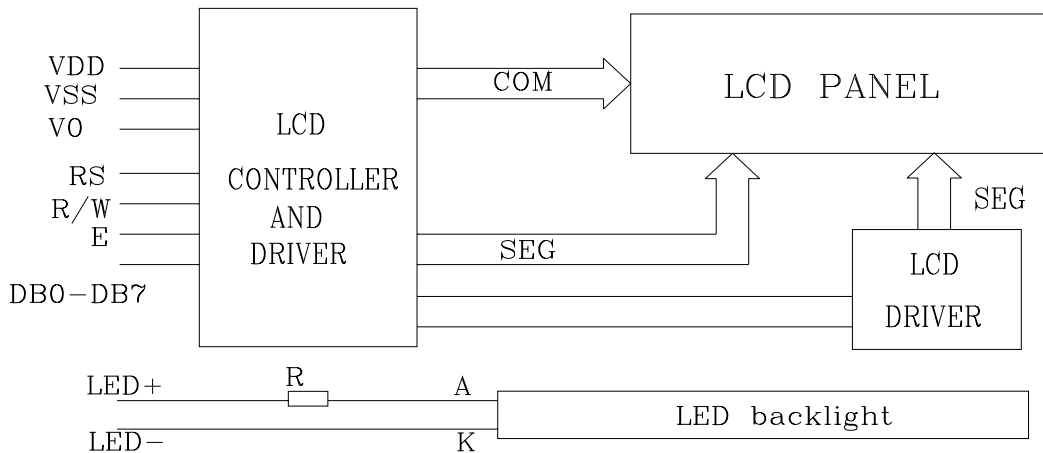 VDD
VSS
V0
RS
R/W
E
DB0-DB7
LCD
CONTROLLER
AND
DRIVER
COM
LCD PANEL
SEG
SEG
LCD
DRIVER
LED+
R
A
LED backlight
LED-
K